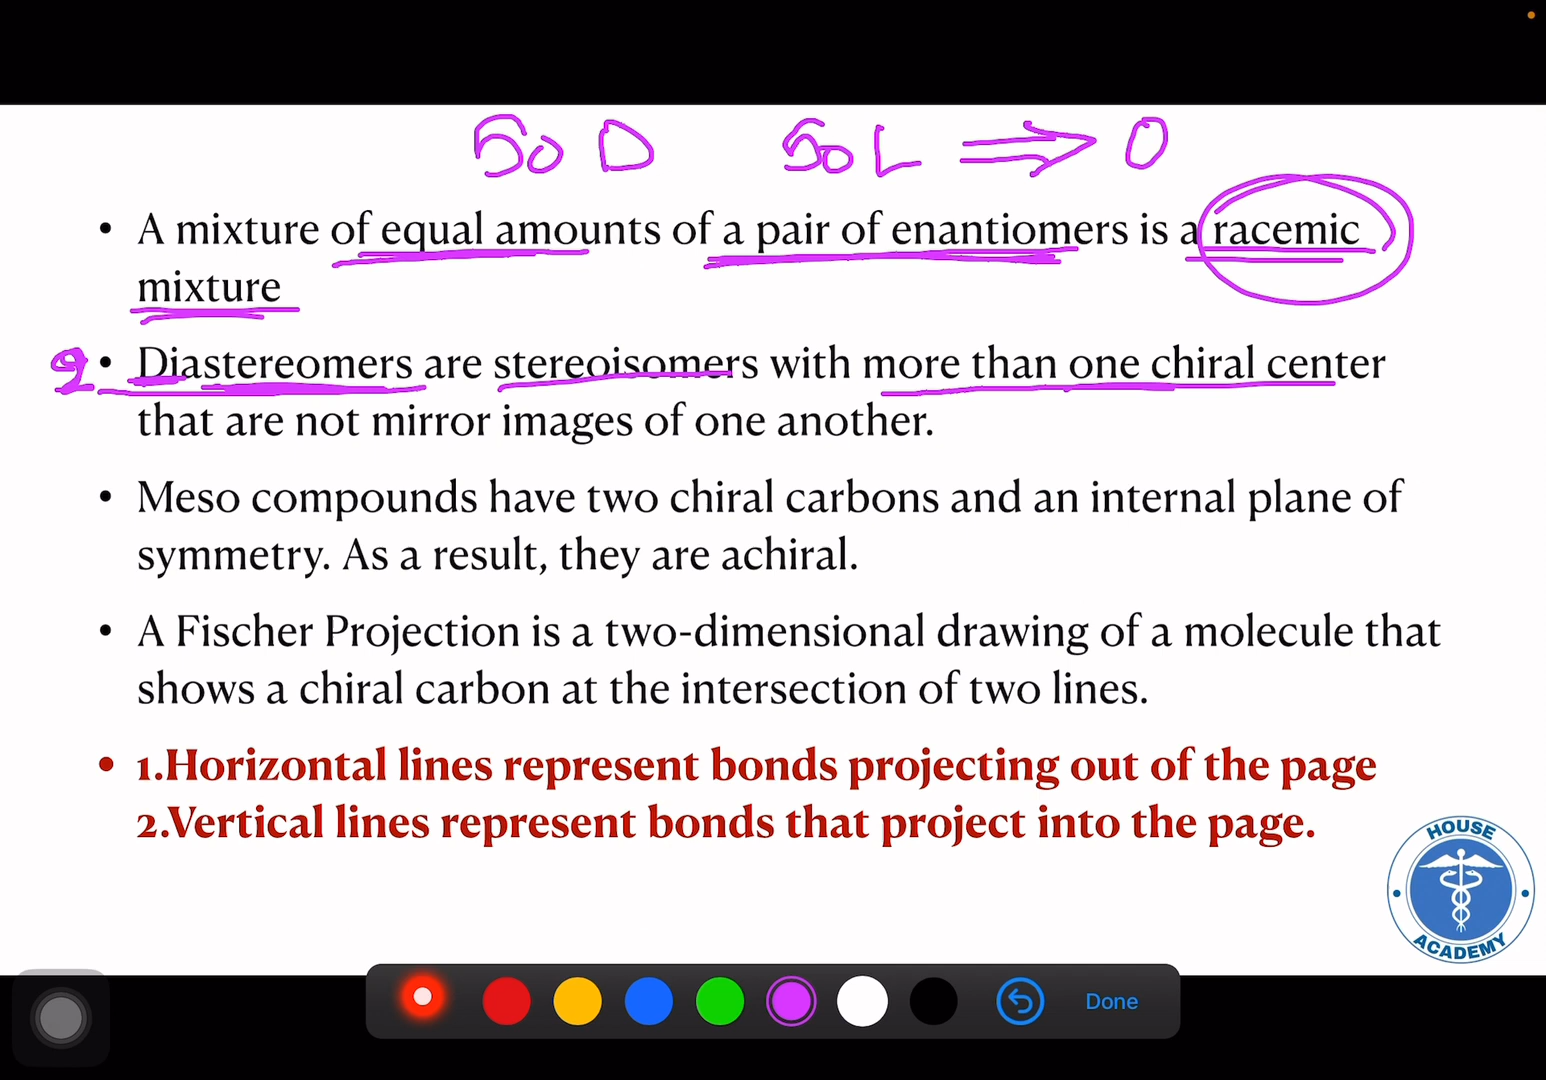 50 D 50 L ⇒ 0
• A mixture of equal amounts of a pair of enantiomers is a racemic
mixture
• Diastereomers are stereoisomers with more than one chiral center
that are not mirror images of one another.
• Meso compounds have two chiral carbons and an internal plane of
symmetry. As a result, they are achiral.
• A Fischer Projection is a two-dimensional drawing of a molecule that
shows a chiral carbon at the intersection of two lines.
• 1.Horizontal lines represent bonds projecting out of the page
2.Vertical lines represent bonds that project into the page.
HOUSE
ACADEMY
Done